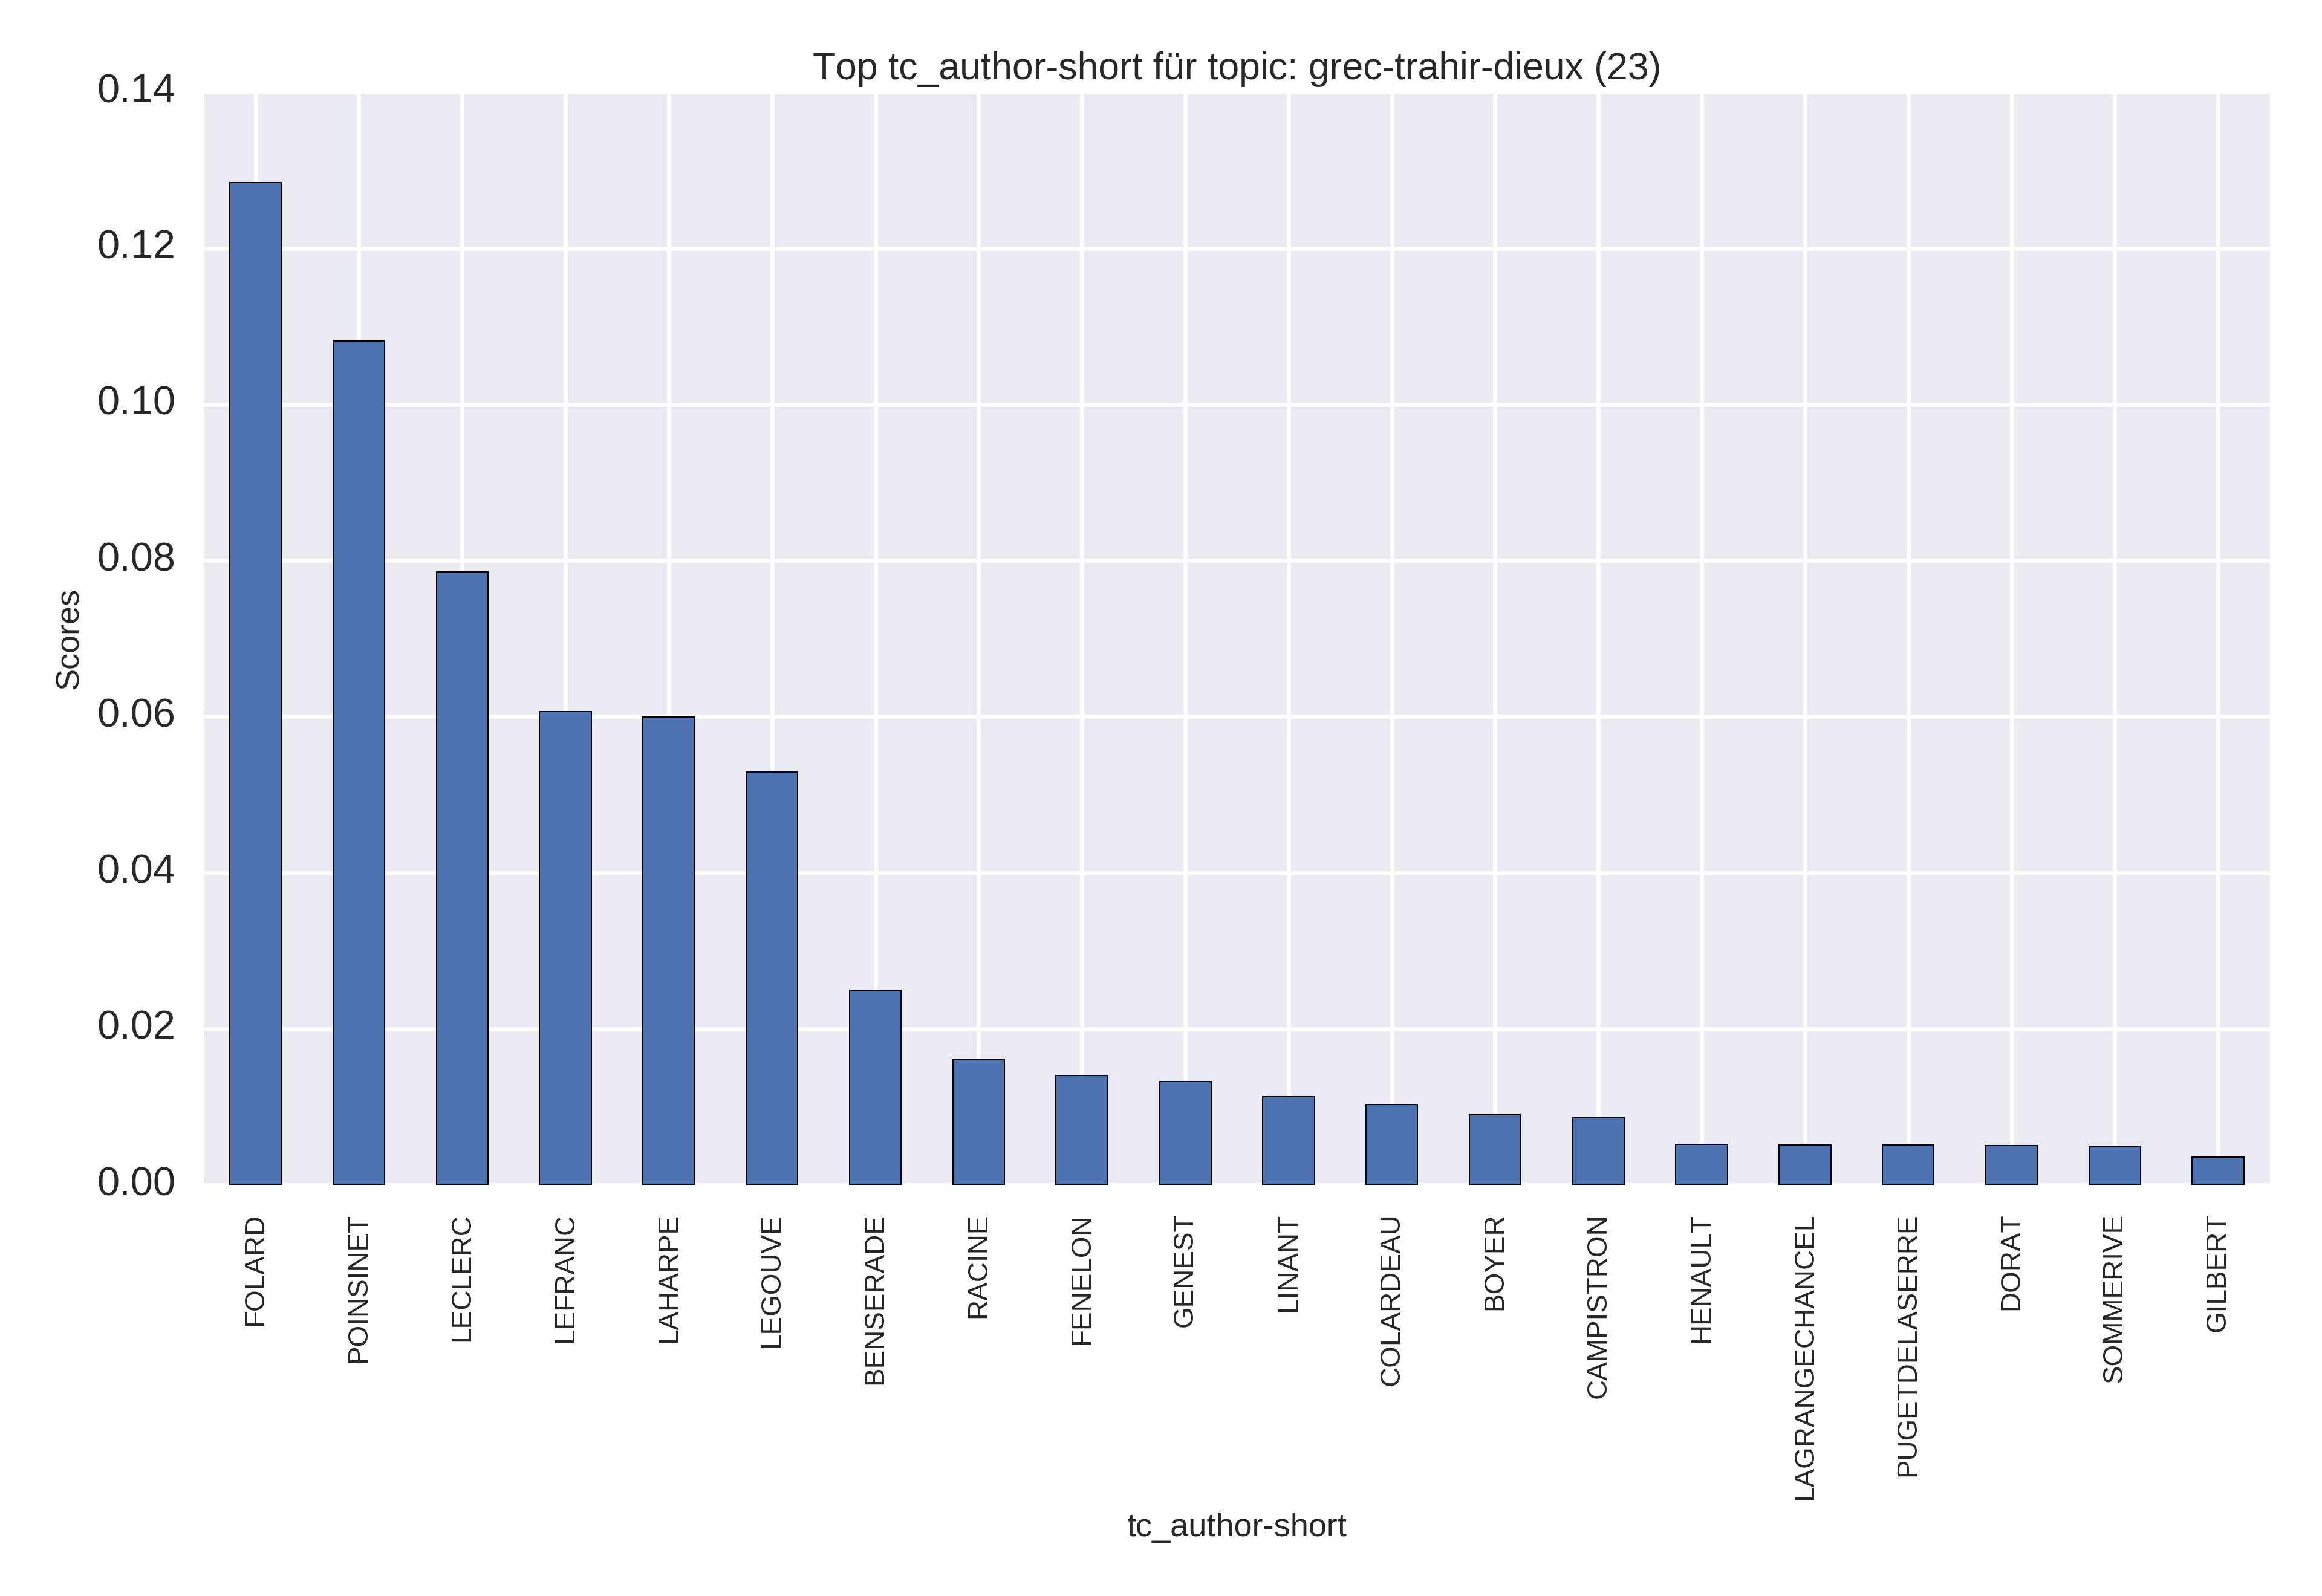 Top tc_author-short für topic: grec-trahir-dieux (23)
0.14
0.12
0.10
0.08
0.06
0.04
0.02
0.00
Scores
FOLARD
POINSINET
LECLERC
LEFRANC
LAHARPE
LEGOUVE
BENSERADE
RACINE
FENELON
GENEST
LINANT
COLARDEAU
BOYER
CAMPISTRON
HENAULT
LAGRANGECHANCEL
PUGETDELASERRE
DORAT
SOMMERIVE
GILBERT
tc_author-short